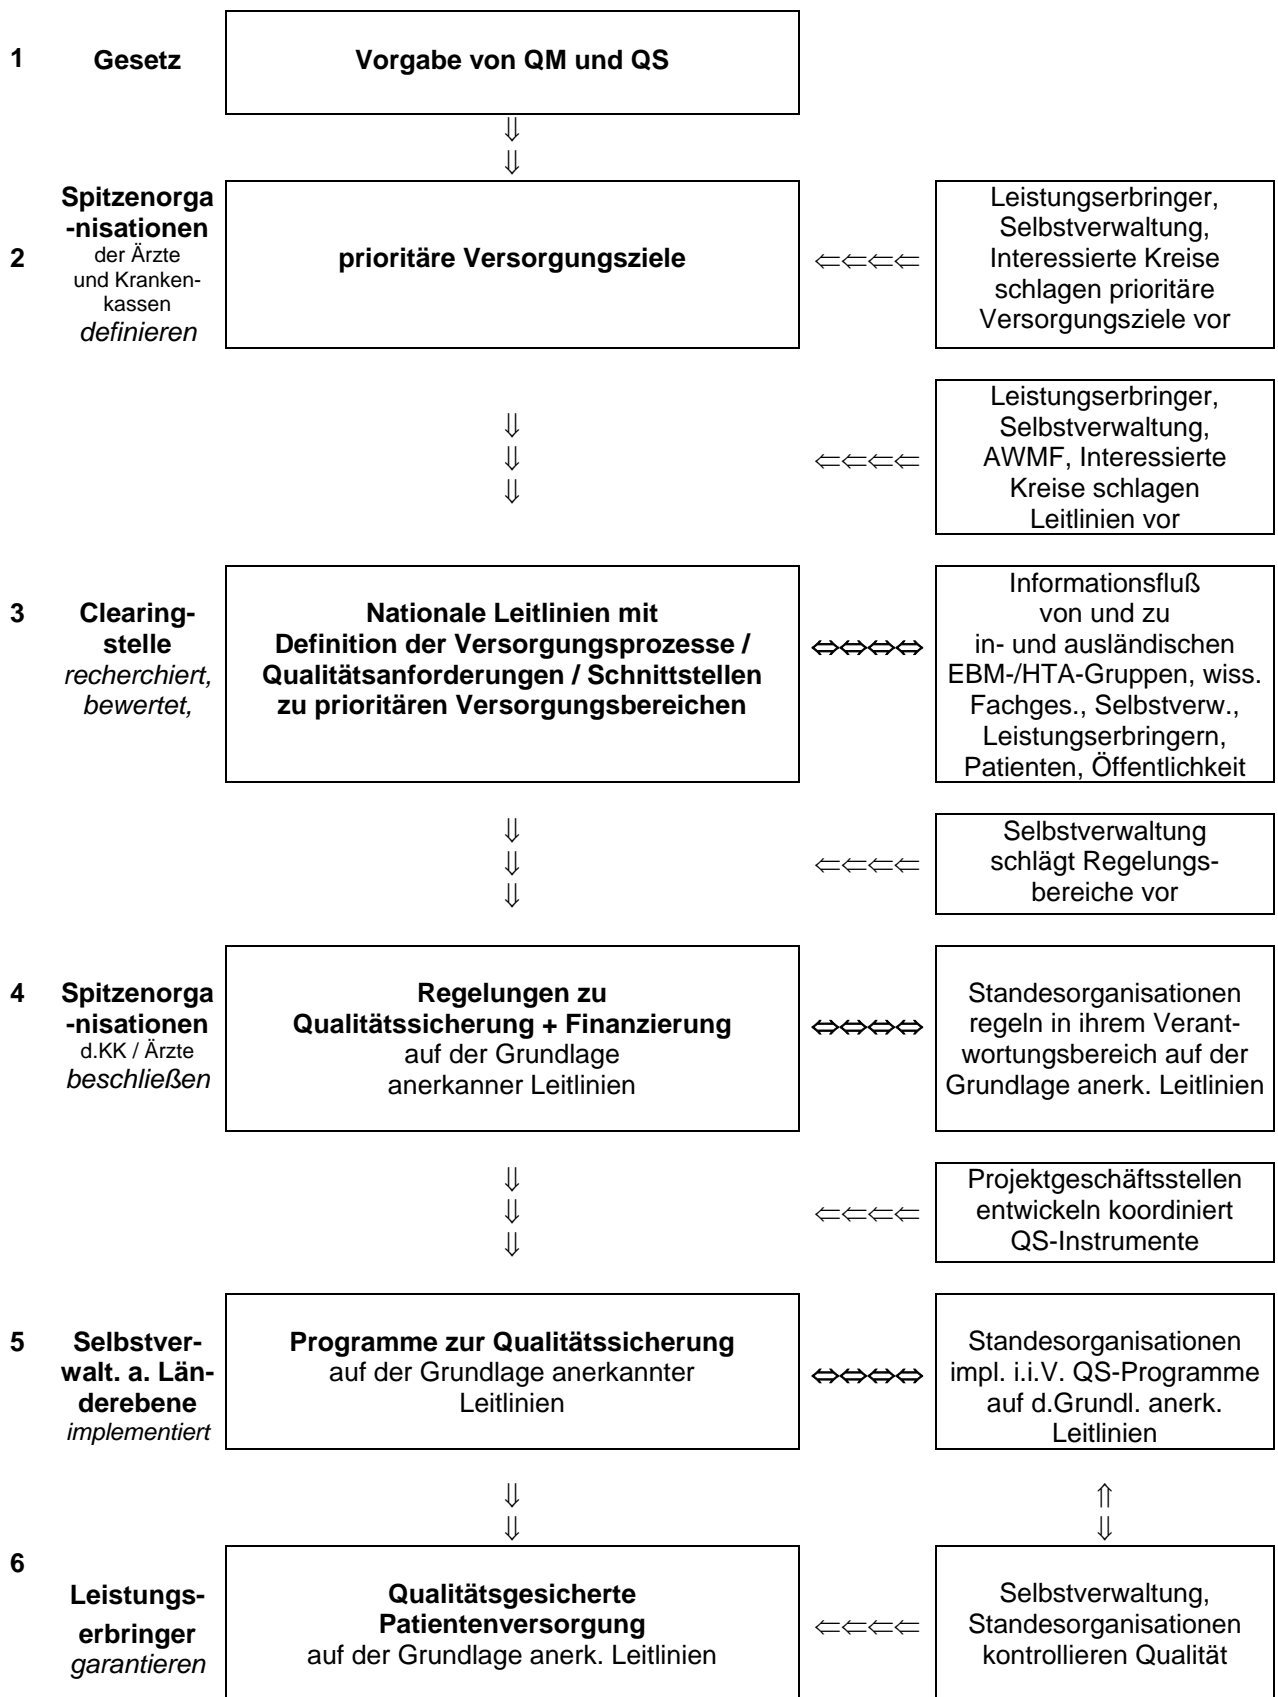 1 Gesetz Vorgabe von QM und QS
⇓
⇓
Spitzenorga
-nisationen
2 der Ärzte
und Kranken-
kassen
definieren
prioritäre Versorgungsziele
⇐⇐⇐⇐
Leistungserbringer,
Selbstverwaltung,
Interessierte Kreise
schlagen prioritäre
Versorgungsziele vor
⇓
⇓
⇓
⇐⇐⇐⇐
Leistungserbringer,
Selbstverwaltung,
AWMF, Interessierte
Kreise schlagen
Leitlinien vor
3 Clearing-
stelle
recherchiert,
bewertet,
Nationale Leitlinien mit
Definition der Versorgungsprozesse /
Qualitätsanforderungen / Schnittstellen
zu prioritären Versorgungsbereichen
⇔⇔⇔⇔
Informationsfluß
von und zu
in- und ausländischen
EBM-/HTA-Gruppen, wiss.
Fachges., Selbstverw.,
Leistungserbringern,
Patienten, Öffentlichkeit
⇓
⇓
⇓
⇐⇐⇐⇐
Selbstverwaltung
schlägt Regelungs-
bereiche vor
4 Spitzenorga
-nisationen
d.KK / Ärzte
beschließen
Regelungen zu
Qualitätssicherung + Finanzierung
auf der Grundlage
anerkanner Leitlinien
⇔⇔⇔⇔
Standesorganisationen
regeln in ihrem Verant-
wortungsbereich auf der
Grundlage anerk. Leitlinien
⇓
⇓
⇓
⇐⇐⇐⇐
Projektgeschäftsstellen
entwickeln koordiniert
QS-Instrumente
5 Selbstver-
walt. a. Län-
derebene
implementiert
Programme zur Qualitätssicherung
auf der Grundlage anerkannter
Leitlinien
⇔⇔⇔⇔
Standesorganisationen
impl. i.i.V. QS-Programme
auf d.Grundl. anerk.
Leitlinien
⇓
⇓
⇑
⇓
6
Leistungs-
erbringer
garantieren
Qualitätsgesicherte
Patientenversorgung
auf der Grundlage anerk. Leitlinien
⇐⇐⇐⇐
Selbstverwaltung,
Standesorganisationen
kontrollieren Qualität